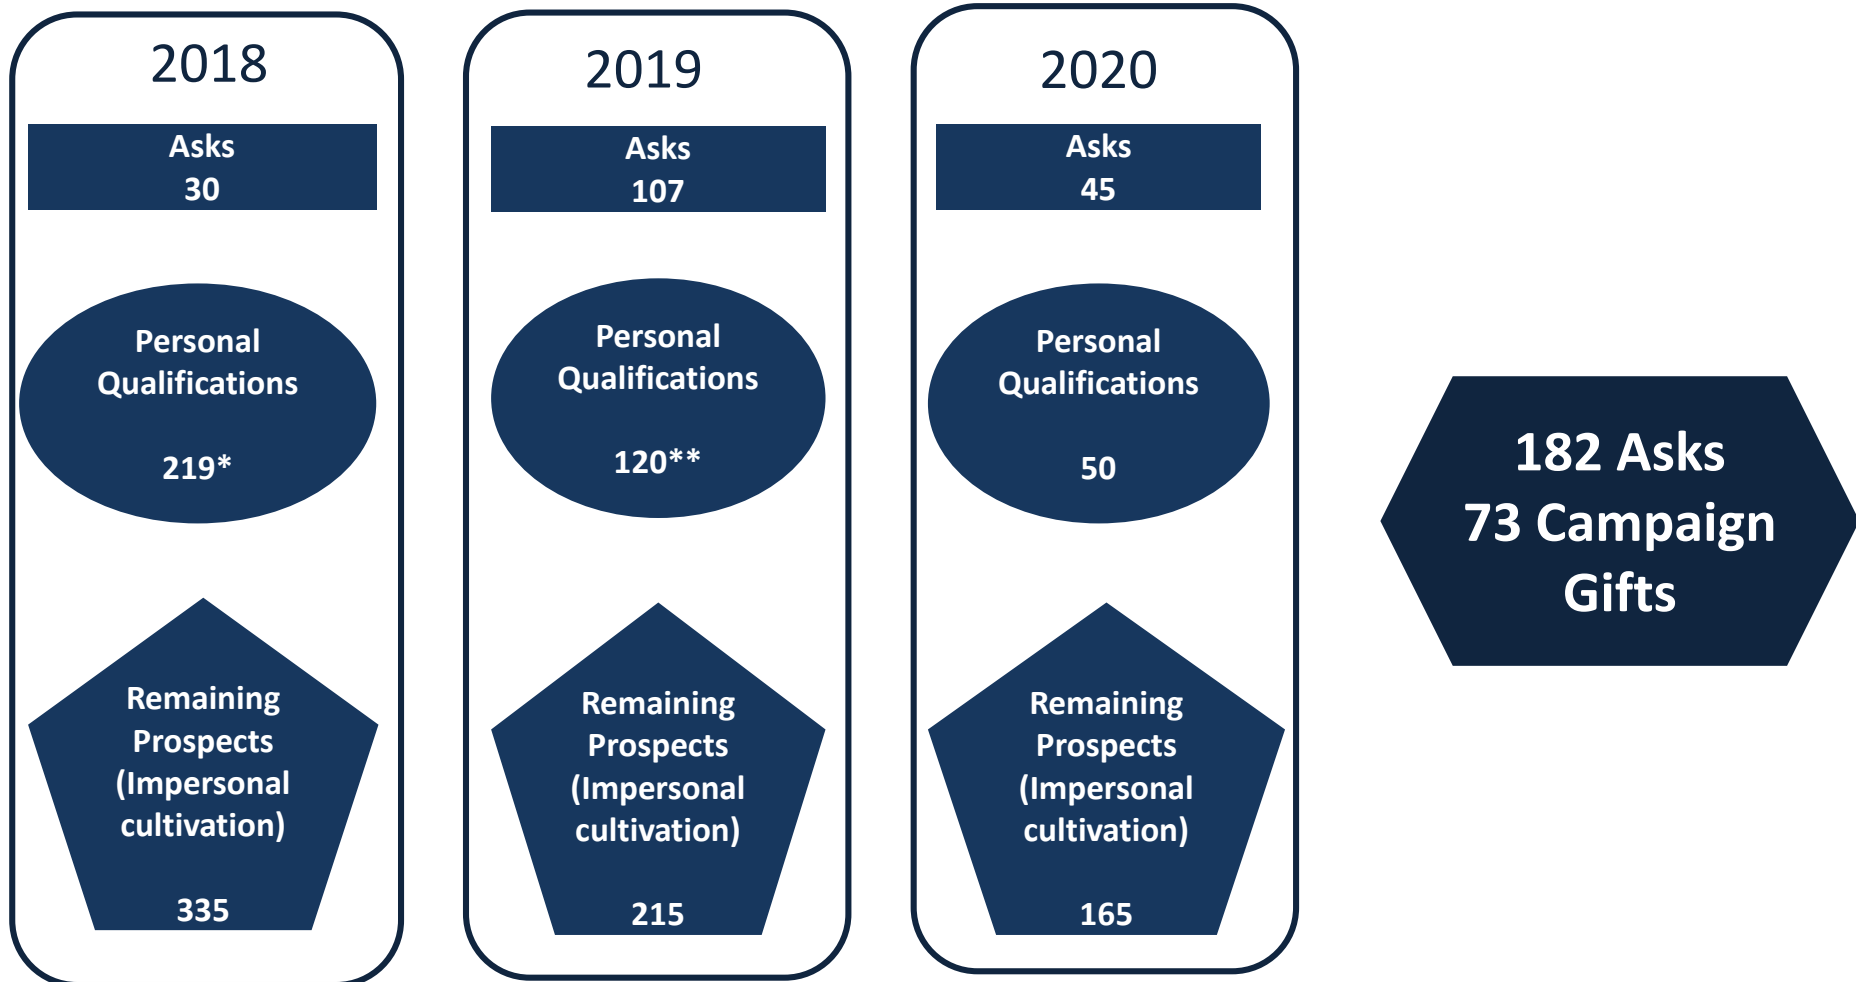 2018
Asks
30
Personal
Qualifications
219*
Remaining
Prospects
(Impersonal
cultivation)
335
2019
Asks
107
Personal
Qualifications
120**
Remaining
Prospects
(Impersonal
cultivation)
215
2020
Asks
45
Personal
Qualifications
50
Remaining
Prospects
(Impersonal
cultivation)
165
182 Asks
73 Campaign
Gifts